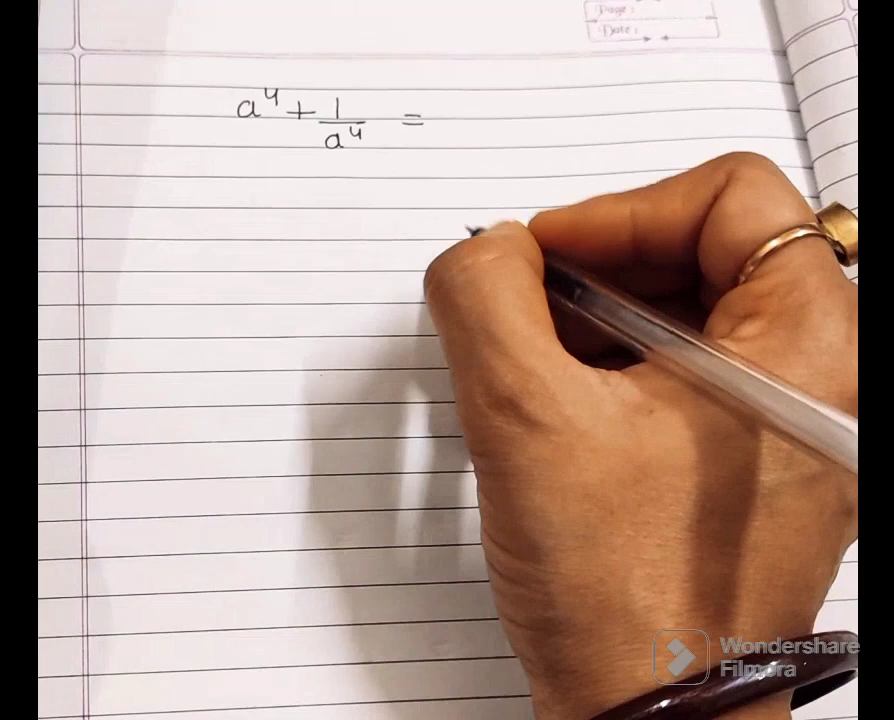 Page:
Date:
a⁴ + 1/a⁴ =
Wondershare
Filmora